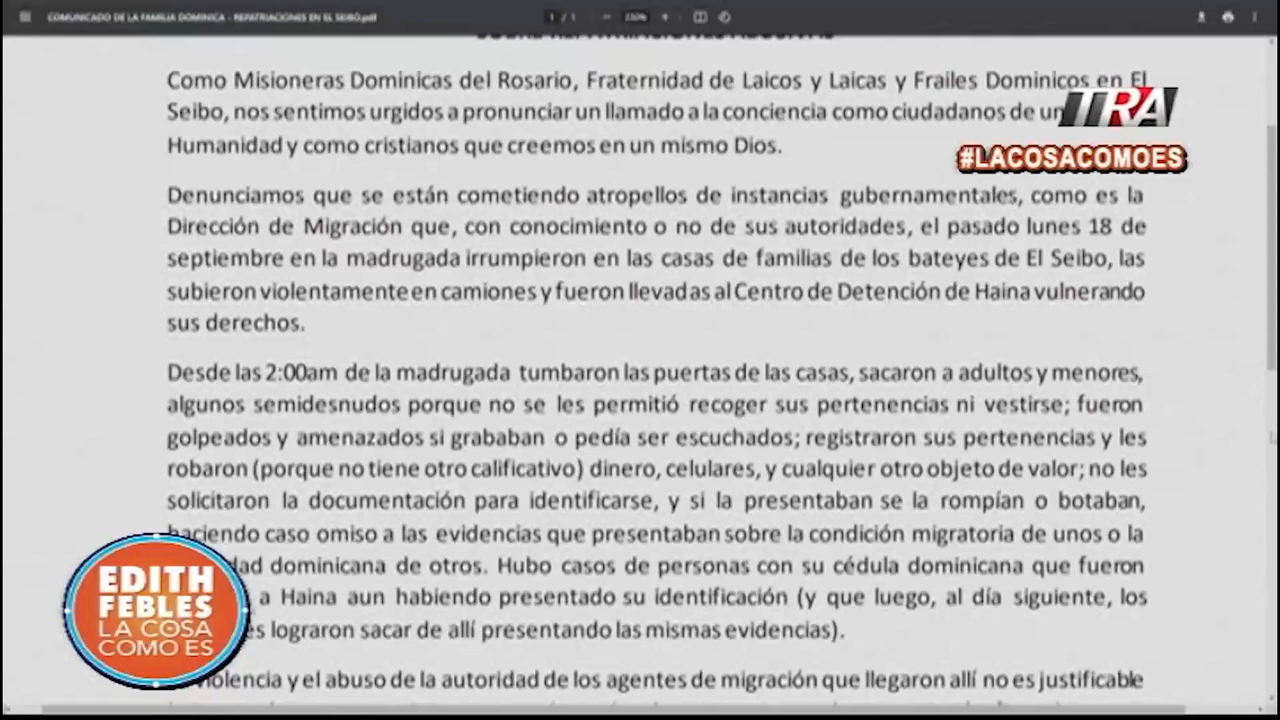 COMUNICADO DE LA FAMILIA DOMINICA - REPATRIACIONES EN EL SEIBO.pdf
1 / 1
Como Misioneras Dominicas del Rosario, Fraternidad de Laicos y Laicas y Frailes Dominicos en El
Seibo, nos sentimos urgidos a pronunciar un llamado a la conciencia como ciudadanos de
Humanidad y como cristianos que creemos en un mismo Dios.
TRA
#LACOSACOMOES
Denunciamos que se están cometiendo atropellos de instancias gubernamentales, como es la
Dirección de Migración que, con conocimiento o no de sus autoridades, el pasado lunes 18 de
septiembre en la madrugada irrumpieron en las casas de familias de los bateyes de El Seibo, las
subieron violentamente en camiones y fueron llevadas al Centro de Detención de Haina vulnerando
sus derechos.
Desde las 2:00am de la madrugada tumbaron las puertas de las casas, sacaron a adultos y menores,
algunos semidesnudos porque no se les permitió recoger sus pertenencias ni vestirse; fueron
golpeados y amenazados si grababan o pedía ser escuchados; registraron sus pertenencias y les
robaron (porque no tiene otro calificativo) dinero, celulares, y cualquier otro objeto de valor; no les
solicitaron la documentación para identificarse, y si la presentaban se la rompían o botaban,
haciendo caso omiso a las evidencias que presentaban sobre la condición migratoria de unos o la
dominicana de otros. Hubo casos de personas con su cédula dominicana que fueron
a Haina aun habiendo presentado su identificación (y que luego, al día siguiente, los
lograron sacar de allí presentando las mismas evidencias).
violencia y el abuso de la autoridad de los agentes de migración que llegaron allí no es justificable
EDITH
FEBLES
LA COSA
COMO ES